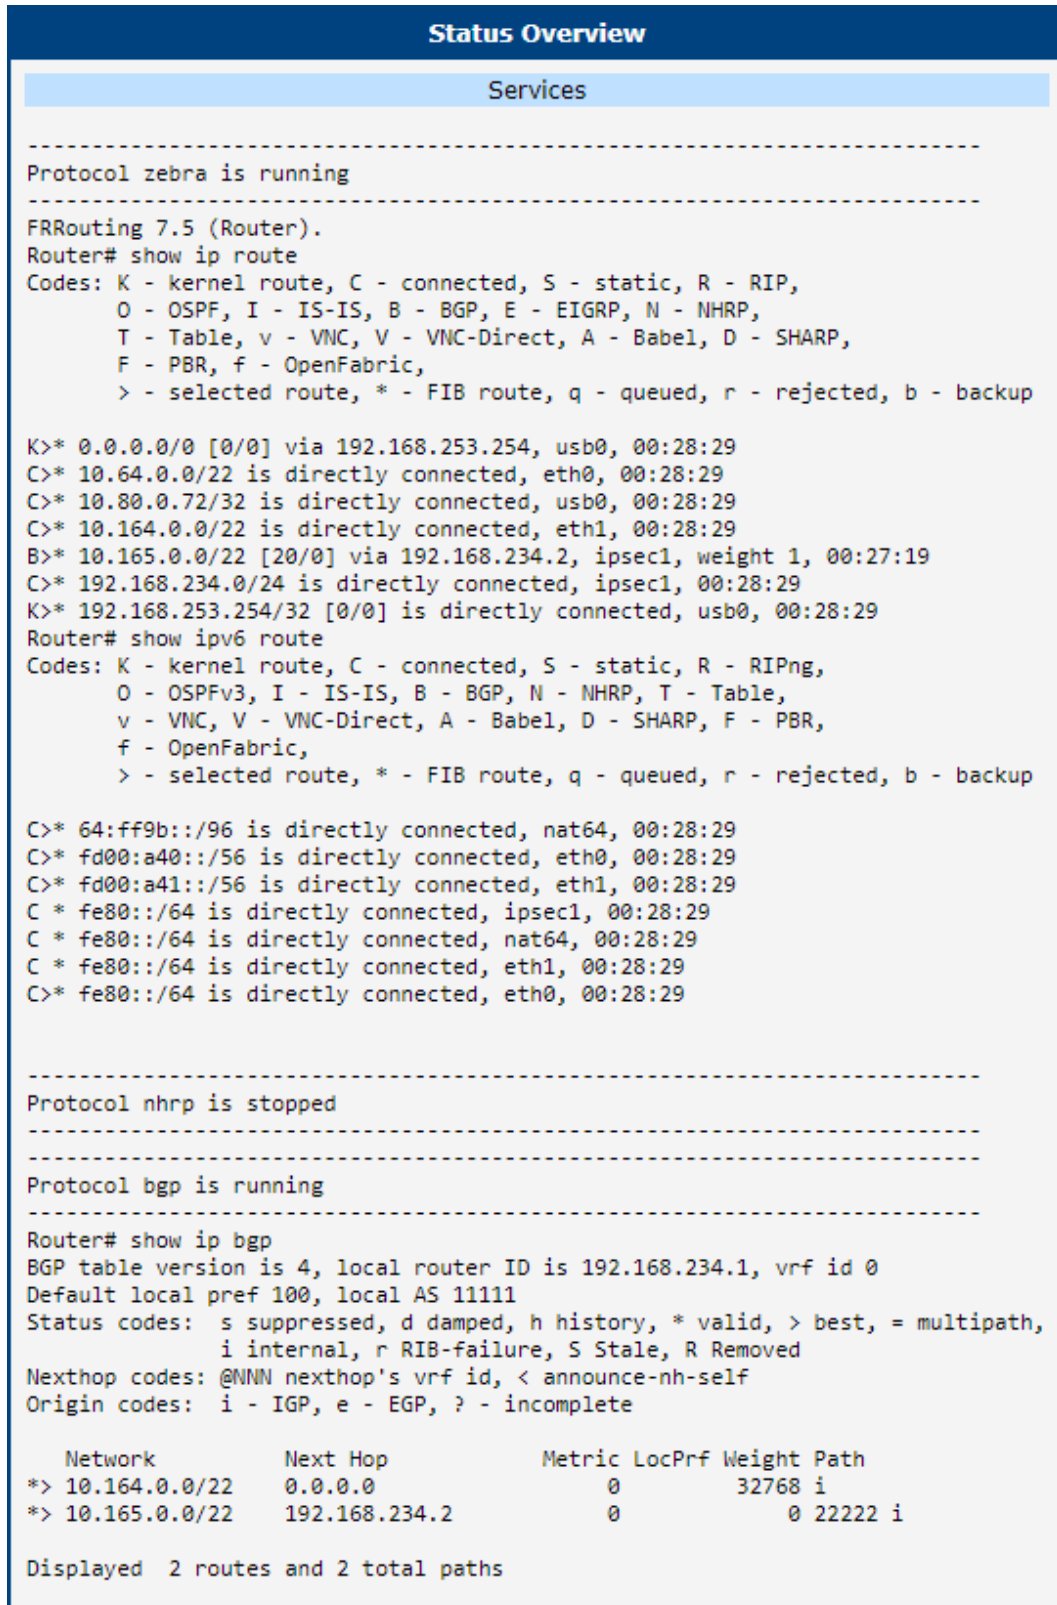 Status Overview
Services
--------------------------------------------------------------------------
Protocol zebra is running
--------------------------------------------------------------------------
FRRouting 7.5 (Router).
Router# show ip route
Codes: K - kernel route, C - connected, S - static, R - RIP,
       O - OSPF, I - IS-IS, B - BGP, E - EIGRP, N - NHRP,
       T - Table, v - VNC, V - VNC-Direct, A - Babel, D - SHARP,
       F - PBR, f - OpenFabric,
       > - selected route, * - FIB route, q - queued, r - rejected, b - backup

K>* 0.0.0.0/0 [0/0] via 192.168.253.254, usb0, 00:28:29
C>* 10.64.0.0/22 is directly connected, eth0, 00:28:29
C>* 10.80.0.72/32 is directly connected, usb0, 00:28:29
C>* 10.164.0.0/22 is directly connected, eth1, 00:28:29
B>* 10.165.0.0/22 [20/0] via 192.168.234.2, ipsec1, weight 1, 00:27:19
C>* 192.168.234.0/24 is directly connected, ipsec1, 00:28:29
K>* 192.168.253.254/32 [0/0] is directly connected, usb0, 00:28:29
Router# show ipv6 route
Codes: K - kernel route, C - connected, S - static, R - RIPng,
       O - OSPFv3, I - IS-IS, B - BGP, N - NHRP, T - Table,
       v - VNC, V - VNC-Direct, A - Babel, D - SHARP, F - PBR,
       f - OpenFabric,
       > - selected route, * - FIB route, q - queued, r - rejected, b - backup

C>* 64:ff9b::/96 is directly connected, nat64, 00:28:29
C>* fd00:a40::/56 is directly connected, eth0, 00:28:29
C>* fd00:a41::/56 is directly connected, eth1, 00:28:29
C * fe80::/64 is directly connected, ipsec1, 00:28:29
C * fe80::/64 is directly connected, nat64, 00:28:29
C * fe80::/64 is directly connected, eth1, 00:28:29
C>* fe80::/64 is directly connected, eth0, 00:28:29

--------------------------------------------------------------------------
Protocol nhrp is stopped
--------------------------------------------------------------------------
--------------------------------------------------------------------------
Protocol bgp is running
--------------------------------------------------------------------------
Router# show ip bgp
BGP table version is 4, local router ID is 192.168.234.1, vrf id 0
Default local pref 100, local AS 11111
Status codes:  s suppressed, d damped, h history, * valid, > best, = multipath,
               i internal, r RIB-failure, S Stale, R Removed
Nexthop codes: @NNN nexthop's vrf id, < announce-nh-self
Origin codes:  i - IGP, e - EGP, ? - incomplete

   Network          Next Hop            Metric LocPrf Weight Path
*> 10.164.0.0/22    0.0.0.0                  0         32768 i
*> 10.165.0.0/22    192.168.234.2            0             0 22222 i

Displayed  2 routes and 2 total paths